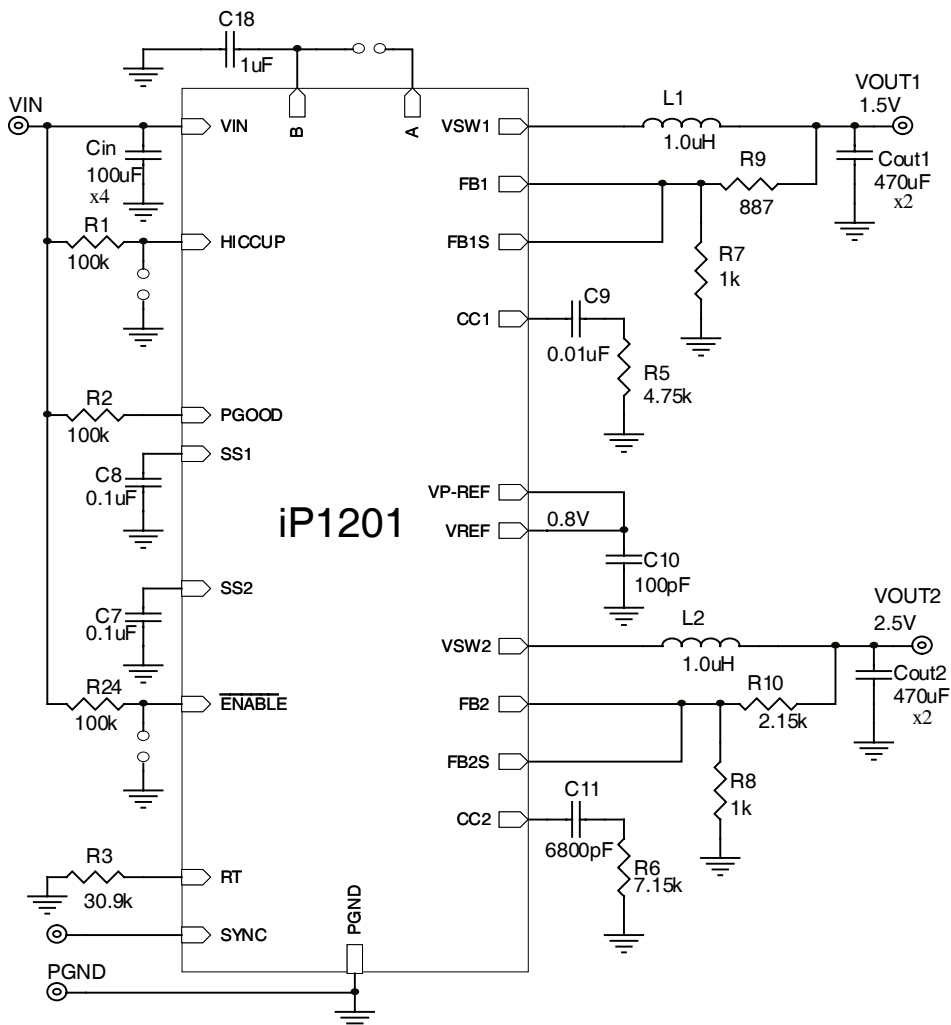 C18
1uF
VIN
VOUT1
1.5V
L1
1.0uH
B
A
VIN
VSW1
Cin
100uF
x4
R9
887
Cout1
470uF
x2
FB1
R1
100k
HICCUP
FB1S
R7
1k
C9
0.01uF
CC1
R5
4.75k
R2
100k
PGOOD
SS1
C8
0.1uF
VP-REF
iP1201
VREF
0.8V
C10
100pF
SS2
C7
0.1uF
VOUT2
2.5V
L2
1.0uH
VSW2
Cout2
470uF
x2
R24
100k
ENABLE
FB2
R10
2.15k
FB2S
R8
1k
C11
6800pF
CC2
R6
7.15k
R3
30.9k
RT
SYNC
PGND
PGND